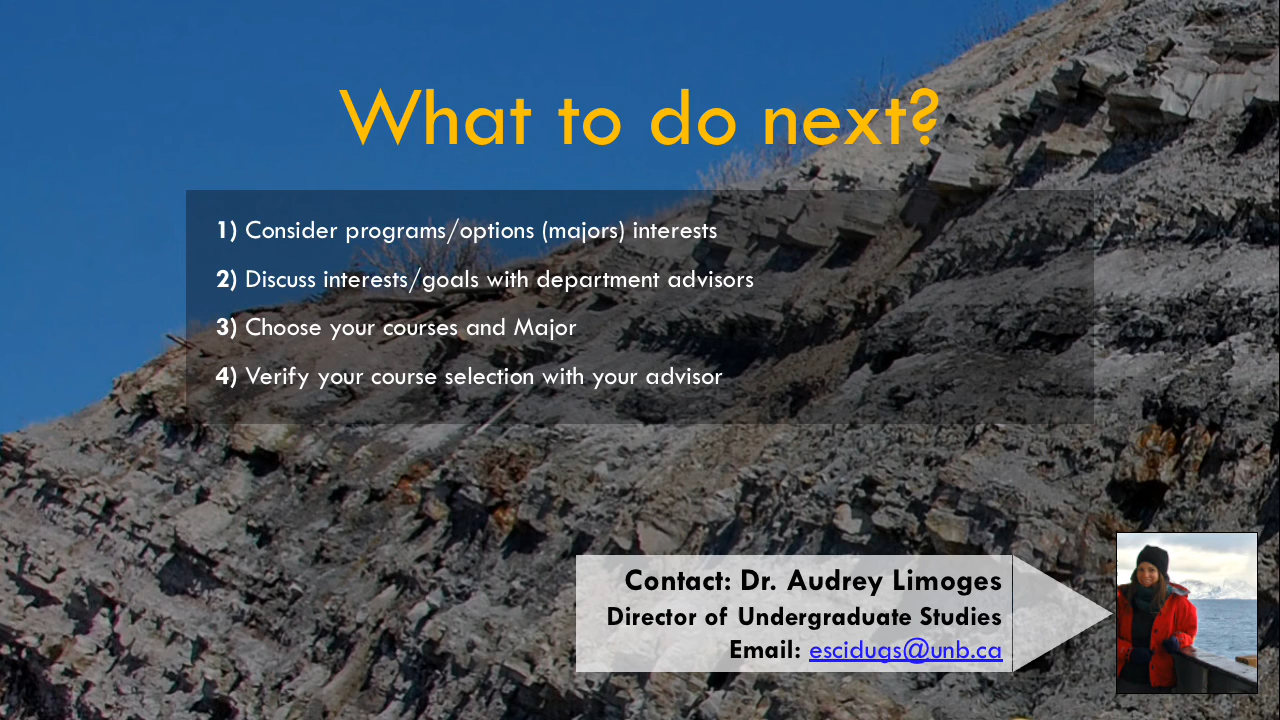 What to do next?
1) Consider programs/options (majors) interests
2) Discuss interests/goals with department advisors
3) Choose your courses and Major
4) Verify your course selection with your advisor
Contact: Dr. Audrey Limoges
Director of Undergraduate Studies
Email: escidugs@unb.ca